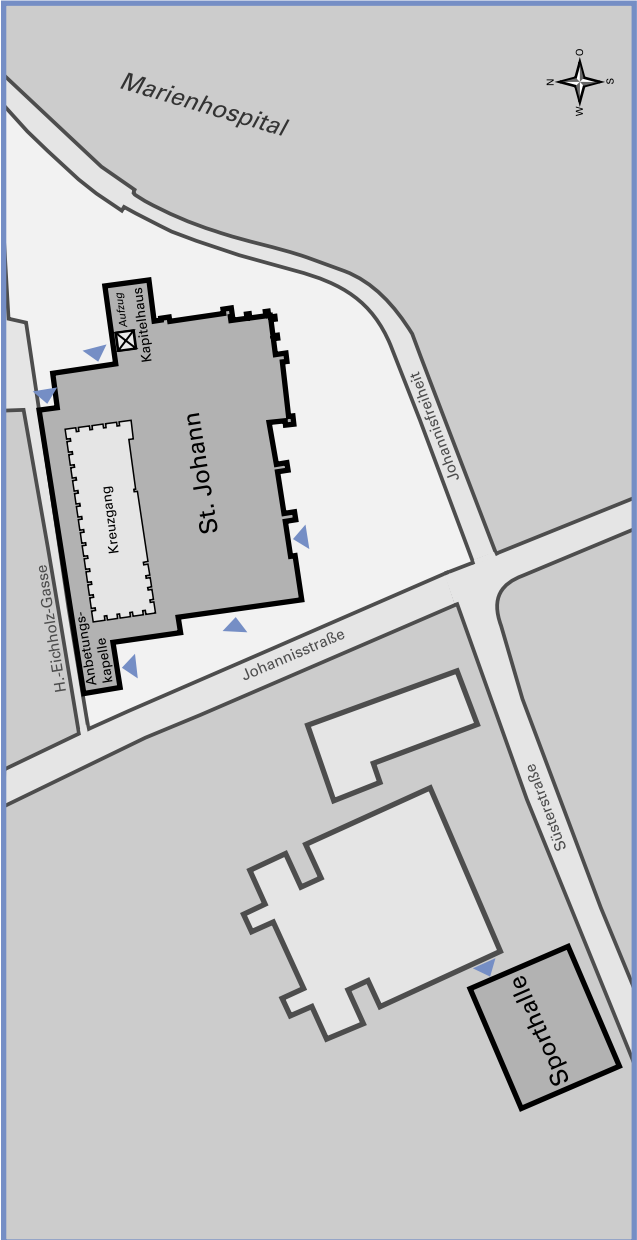 Marienhospital
O
N
S
W
Aufzug
Kapitelhaus
St. Johann
Kreuzgang
Johannisfreiheit
H.-Eichholz-Gasse
Anbetungs-
kapelle
Johannisstraße
Süsterstraße
Sporthalle